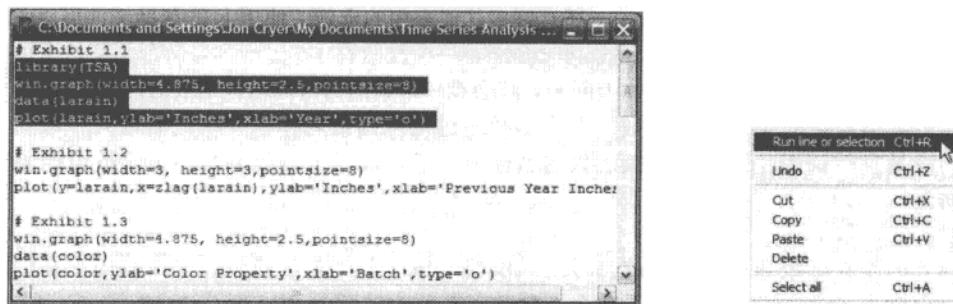 C:\Documents and Settings\Jon Cryer\My Documents\Time Series Analysis ...
# Exhibit 1.1
library(TSA)
win.graph(width=4.875, height=2.5,pointsize=8)
data(larain)
plot(larain,ylab='Inches',xlab='Year',type='o')
# Exhibit 1.2
win.graph(width=3, height=3,pointsize=8)
plot(y=larain,x=zlag(larain),ylab='Inches',xlab='Previous Year Inches
# Exhibit 1.3
win.graph(width=4.875, height=2.5,pointsize=8)
data(color)
plot(color,ylab='Color Property',xlab='Batch',type='o')
Run line or selection Ctrl+R
Undo Ctrl+Z
Cut Ctrl+X
Copy Ctrl+C
Paste Ctrl+V
Delete
Select all Ctrl+A